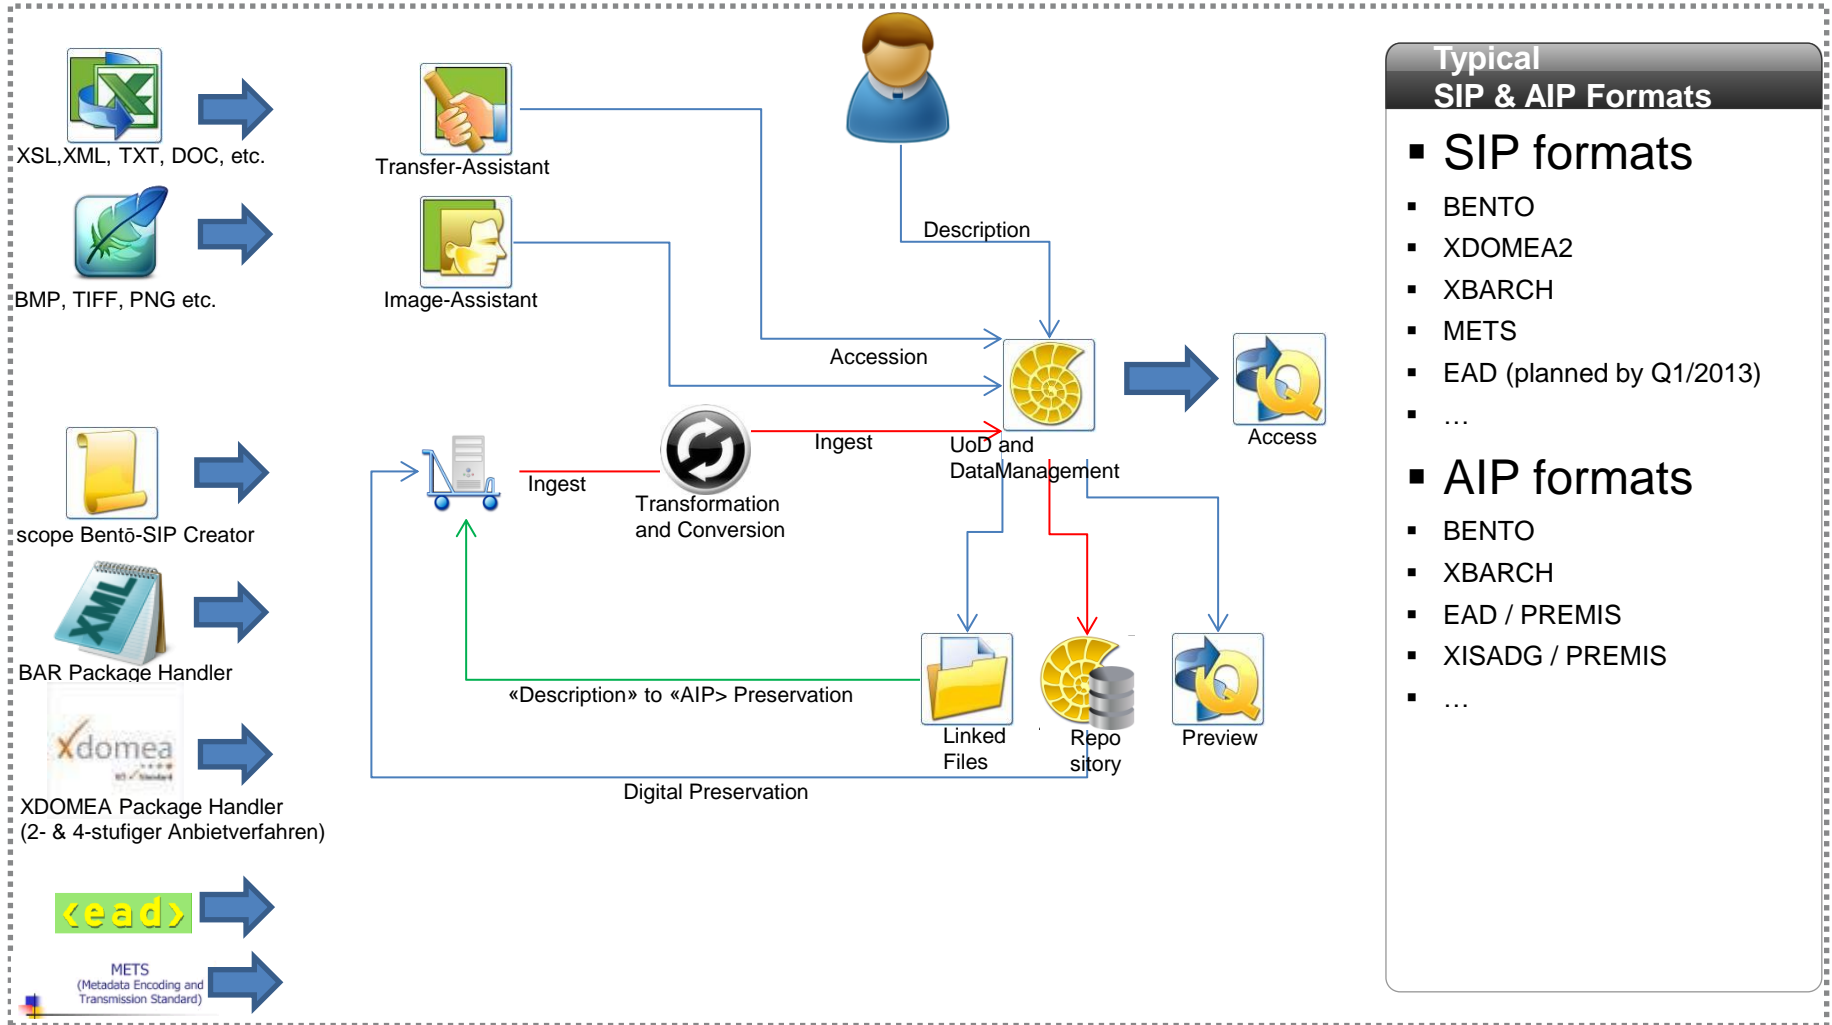 XSL,XML, TXT, DOC, etc.
BMP, TIFF, PNG etc.
scope Bentō-SIP Creator
XML
BAR Package Handler
Xdomea
XDOMEA Package Handler
(2- & 4-stufiger Anbietverfahren)
<ead>
METS
(Metadata Encoding and
Transmission Standard)
Transfer-Assistant
Image-Assistant
Description
Accession
Ingest
Transformation
and Conversion
Ingest
UoD and
DataManagement
Access
«Description» to «AIP> Preservation
Linked
Files
Repo
sitory
Preview
Digital Preservation
Typical
SIP & AIP Formats
▪ SIP formats
▪ BENTO
▪ XDOMEA2
▪ XBARCH
▪ METS
▪ EAD (planned by Q1/2013)
▪ …
▪ AIP formats
▪ BENTO
▪ XBARCH
▪ EAD / PREMIS
▪ XISADG / PREMIS
▪ …